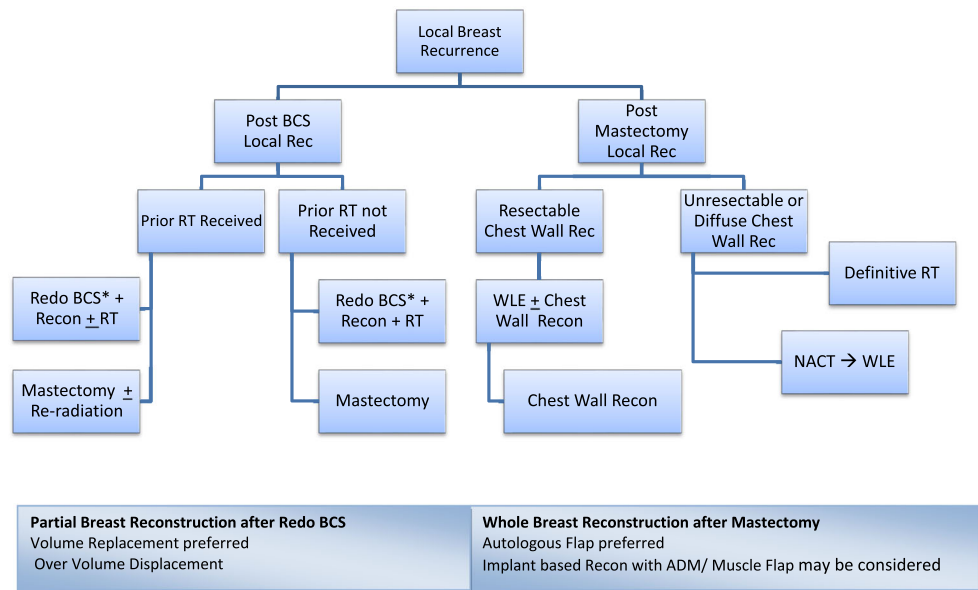 Local Breast
Recurrence
Post BCS
Local Rec
Post
Mastectomy
Local Rec
Prior RT Received
Prior RT not
Received
Resectable
Chest Wall Rec
Unresectable or
Diffuse Chest
Wall Rec
Redo BCS* +
Recon ± RT
Mastectomy ±
Re-radiation
Redo BCS* +
Recon + RT
Mastectomy
WLE ± Chest
Wall Recon
Chest Wall Recon
Definitive RT
NACT → WLE
Partial Breast Reconstruction after Redo BCS
Volume Replacement preferred
Over Volume Displacement
Whole Breast Reconstruction after Mastectomy
Autologous Flap preferred
Implant based Recon with ADM/ Muscle Flap may be considered